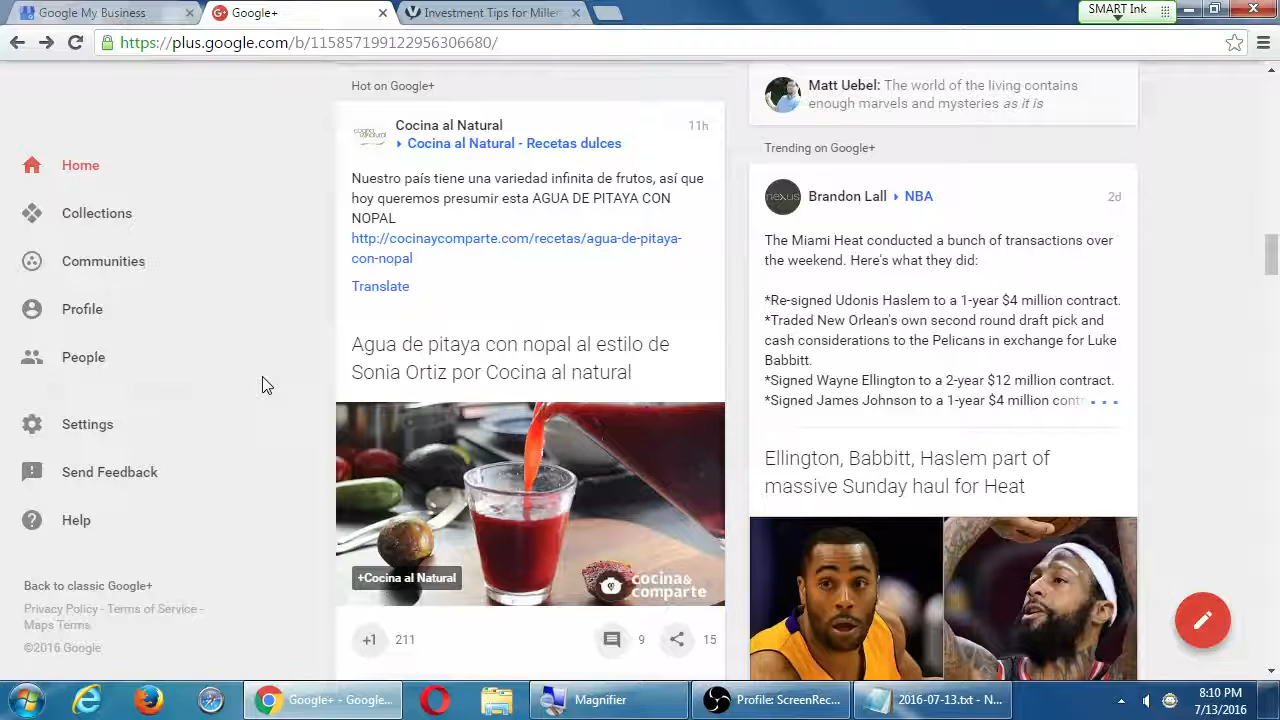 Google My Business
Google+
Investment Tips for Miller
SMART Ink
https://plus.google.com/b/115857199122956306680/
Home
Collections
Communities
Profile
People
Settings
Send Feedback
Help
Back to classic Google+
Privacy Policy - Terms of Service -
Maps Terms
©2016 Google
Hot on Google+
Cocina al Natural
11h
Cocina al Natural - Recetas dulces
Nuestro país tiene una variedad infinita de frutos, así que
hoy queremos presumir esta AGUA DE PITAYA CON
NOPAL
http://cocinaycomparte.com/recetas/agua-de-pitaya-
con-nopal
Translate
Agua de pitaya con nopal al estilo de
Sonia Ortiz por Cocina al natural
+Cocina al Natural
cocina&
comparte
+1 211
9
15
Matt Uebel: The world of the living contains
enough marvels and mysteries as it is
Trending on Google+
nexus
Brandon Lall NBA
2d
The Miami Heat conducted a bunch of transactions over
the weekend. Here's what they did:
*Re-signed Udonis Haslem to a 1-year $4 million contract.
*Traded New Orlean's own second round draft pick and
cash considerations to the Pelicans in exchange for Luke
Babbitt.
*Signed Wayne Ellington to a 2-year $12 million contract.
*Signed James Johnson to a 1-year $4 million contr...
Ellington, Babbitt, Haslem part of
massive Sunday haul for Heat
Google+ - Google...
Magnifier
Profile: ScreenRec...
2016-07-13.txt - N...
8:10 PM
7/13/2016